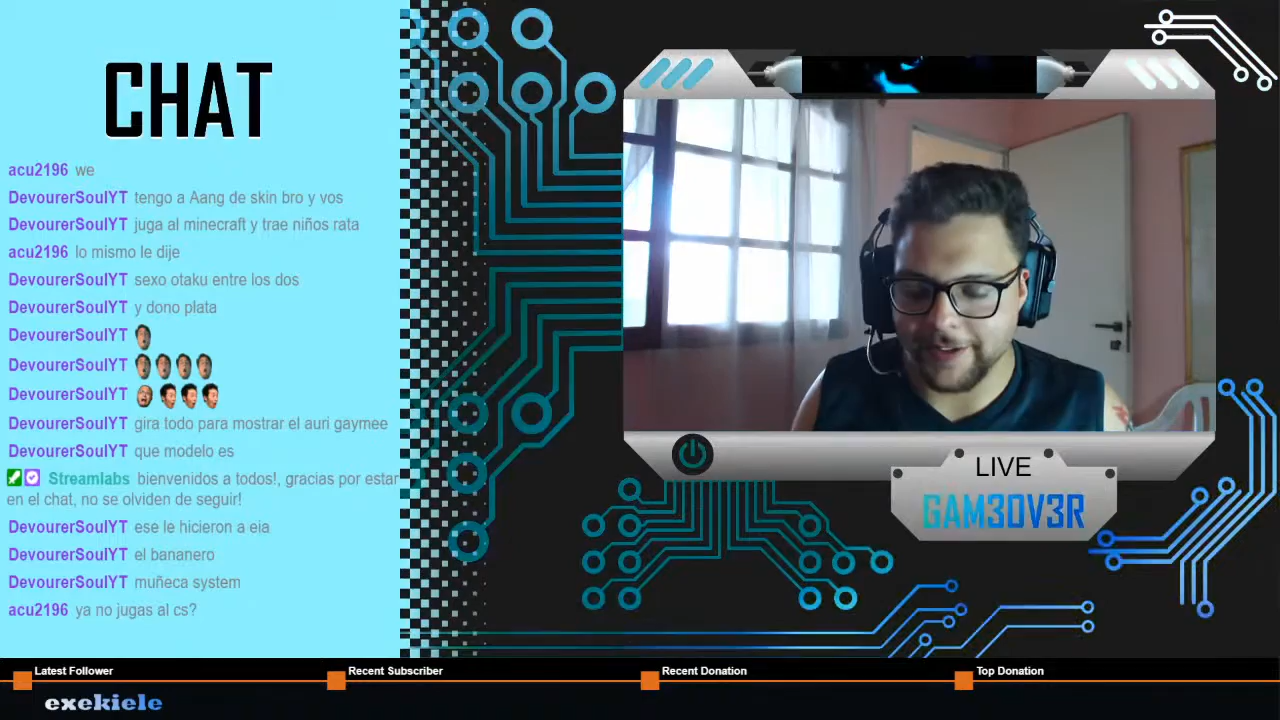 CHAT
acu2196 we
DevourerSoulYT tengo a Aang de skin bro y vos
DevourerSoulYT juga al minecraft y trae niños rata
acu2196 lo mismo le dije
DevourerSoulYT sexo otaku entre los dos
DevourerSoulYT y dono plata
DevourerSoulYT
DevourerSoulYT
DevourerSoulYT
DevourerSoulYT gira todo para mostrar el auri gaymee
DevourerSoulYT que modelo es
Streamlabs bienvenidos a todos!, gracias por estar
en el chat, no se olviden de seguir!
DevourerSoulYT ese le hicieron a eia
DevourerSoulYT el bananero
DevourerSoulYT muñeca system
acu2196 ya no jugas al cs?
LIVE
GAM3OV3R
Latest Follower
exekiele
Recent Subscriber
Recent Donation
Top Donation